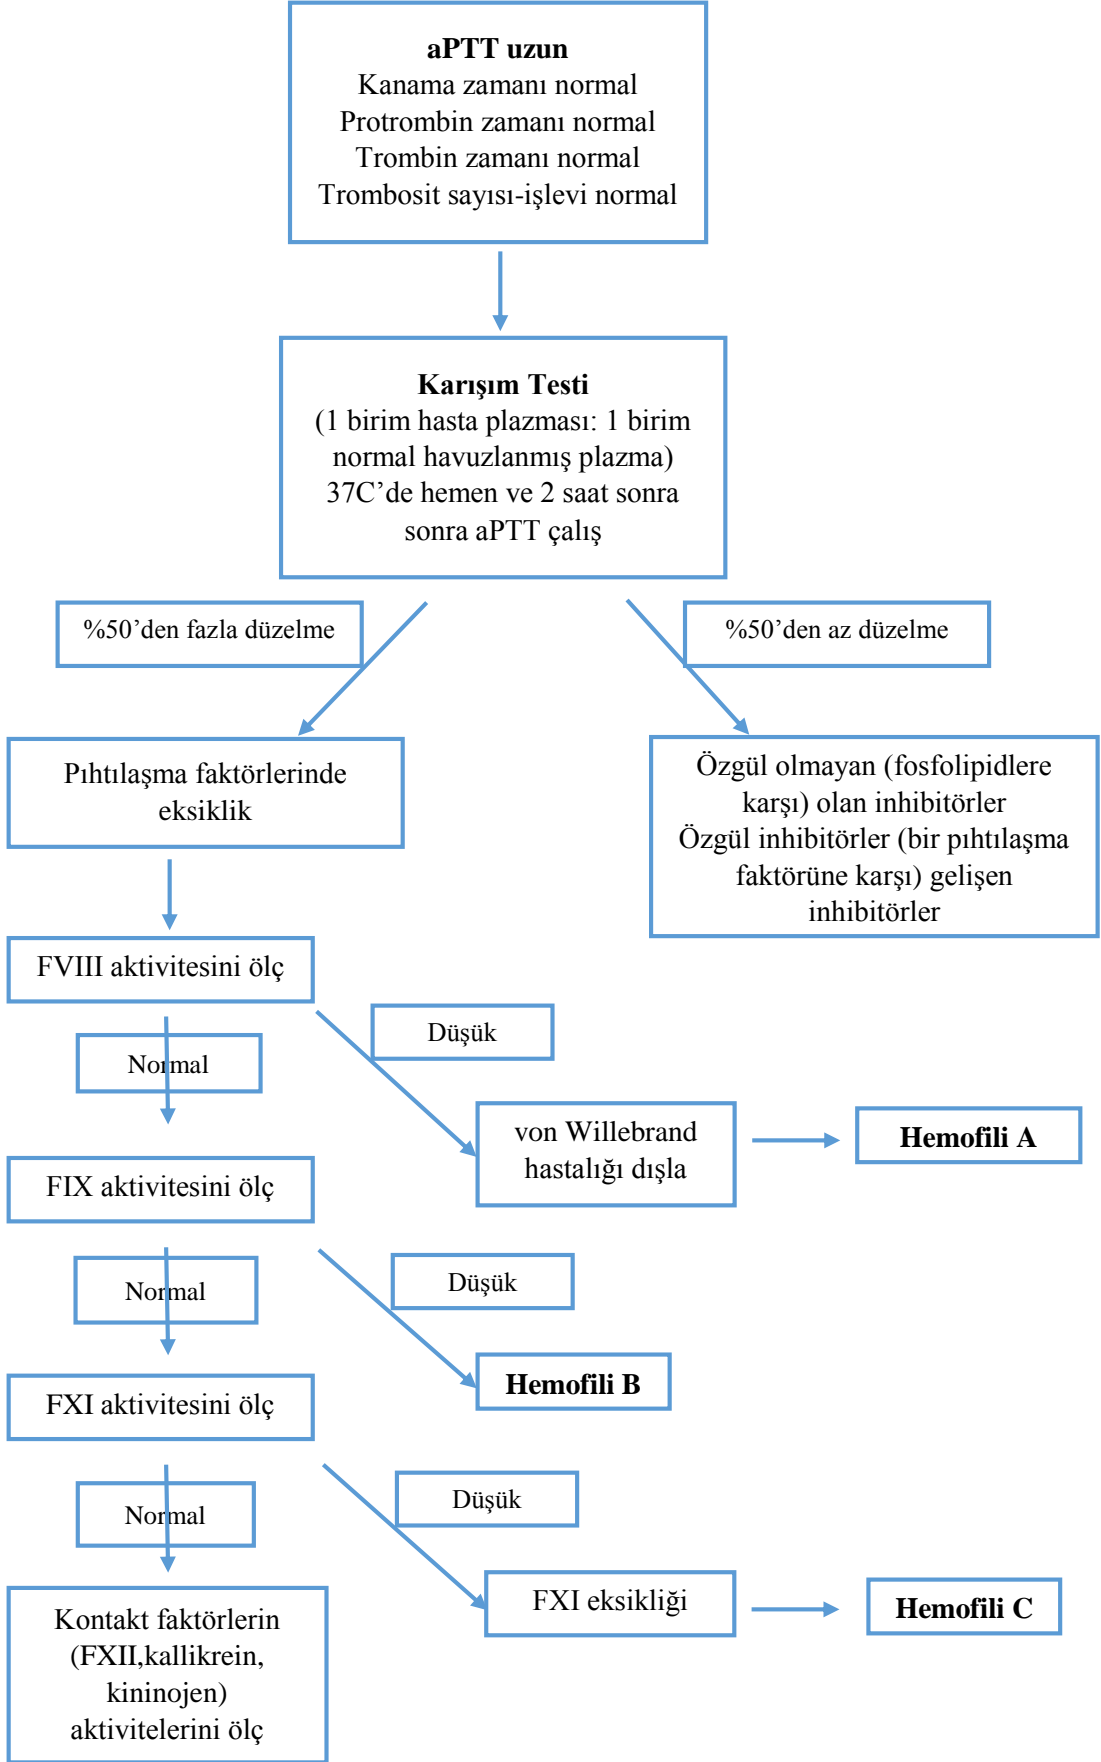 aPTT uzun
Kanama zamanı normal
Protrombin zamanı normal
Trombin zamanı normal
Trombosit sayısı-işlevi normal
Karışım Testi
(1 birim hasta plazması: 1 birim
normal havuzlanmış plazma)
37C’de hemen ve 2 saat sonra
sonra aPTT çalış
%50’den fazla düzelme
%50’den az düzelme
Pıhtılaşma faktörlerinde
eksiklik
Özgül olmayan (fosfolipidlere
karşı) olan inhibitörler
Özgül inhibitörler (bir pıhtılaşma
faktörüne karşı) gelişen
inhibitörler
FVIII aktivitesini ölç
Düşük
Normal
von Willebrand
hastalığı dışla
Hemofili A
FIX aktivitesini ölç
Düşük
Normal
Hemofili B
FXI aktivitesini ölç
Düşük
Normal
FXI eksikliği
Hemofili C
Kontakt faktörlerin
(FXII,kallikrein,
kininojen)
aktivitelerini ölç